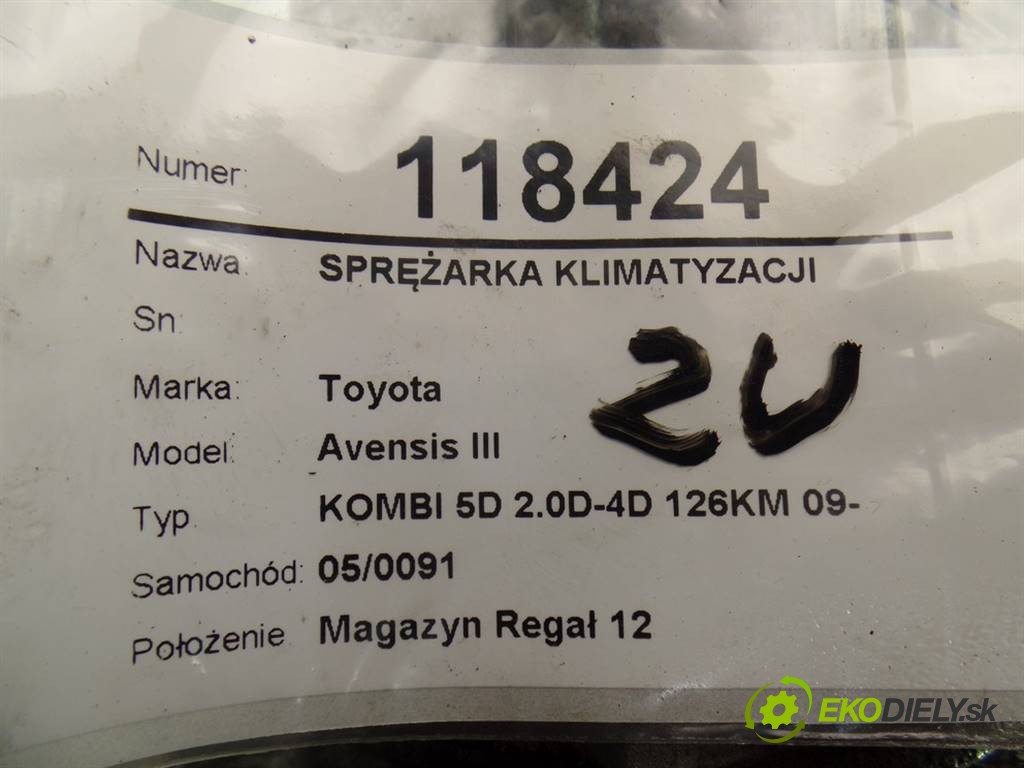 Numer: 118424
Nazwa: SPRĘŻARKA KLIMATYZACJI
Sn:
2U
Marka: Toyota
Model: Avensis III
Typ KOMBI 5D 2.0D-4D 126KM 09-
Samochód: 05/0091
Położenie Magazyn Regał 12
EKODIELY.sk